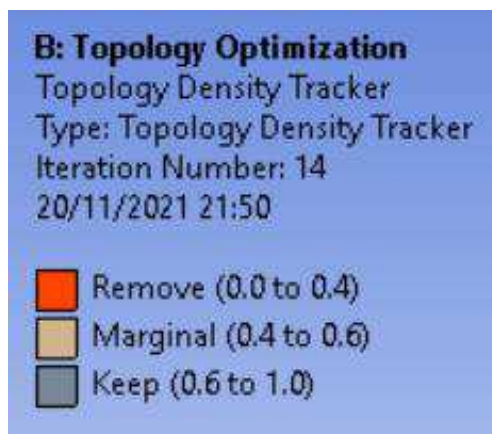 B: Topology Optimization
Topology Density Tracker
Type: Topology Density Tracker
Iteration Number: 14
20/11/2021 21:50
Remove (0.0 to 0.4)
Marginal (0.4 to 0.6)
Keep (0.6 to 1.0)